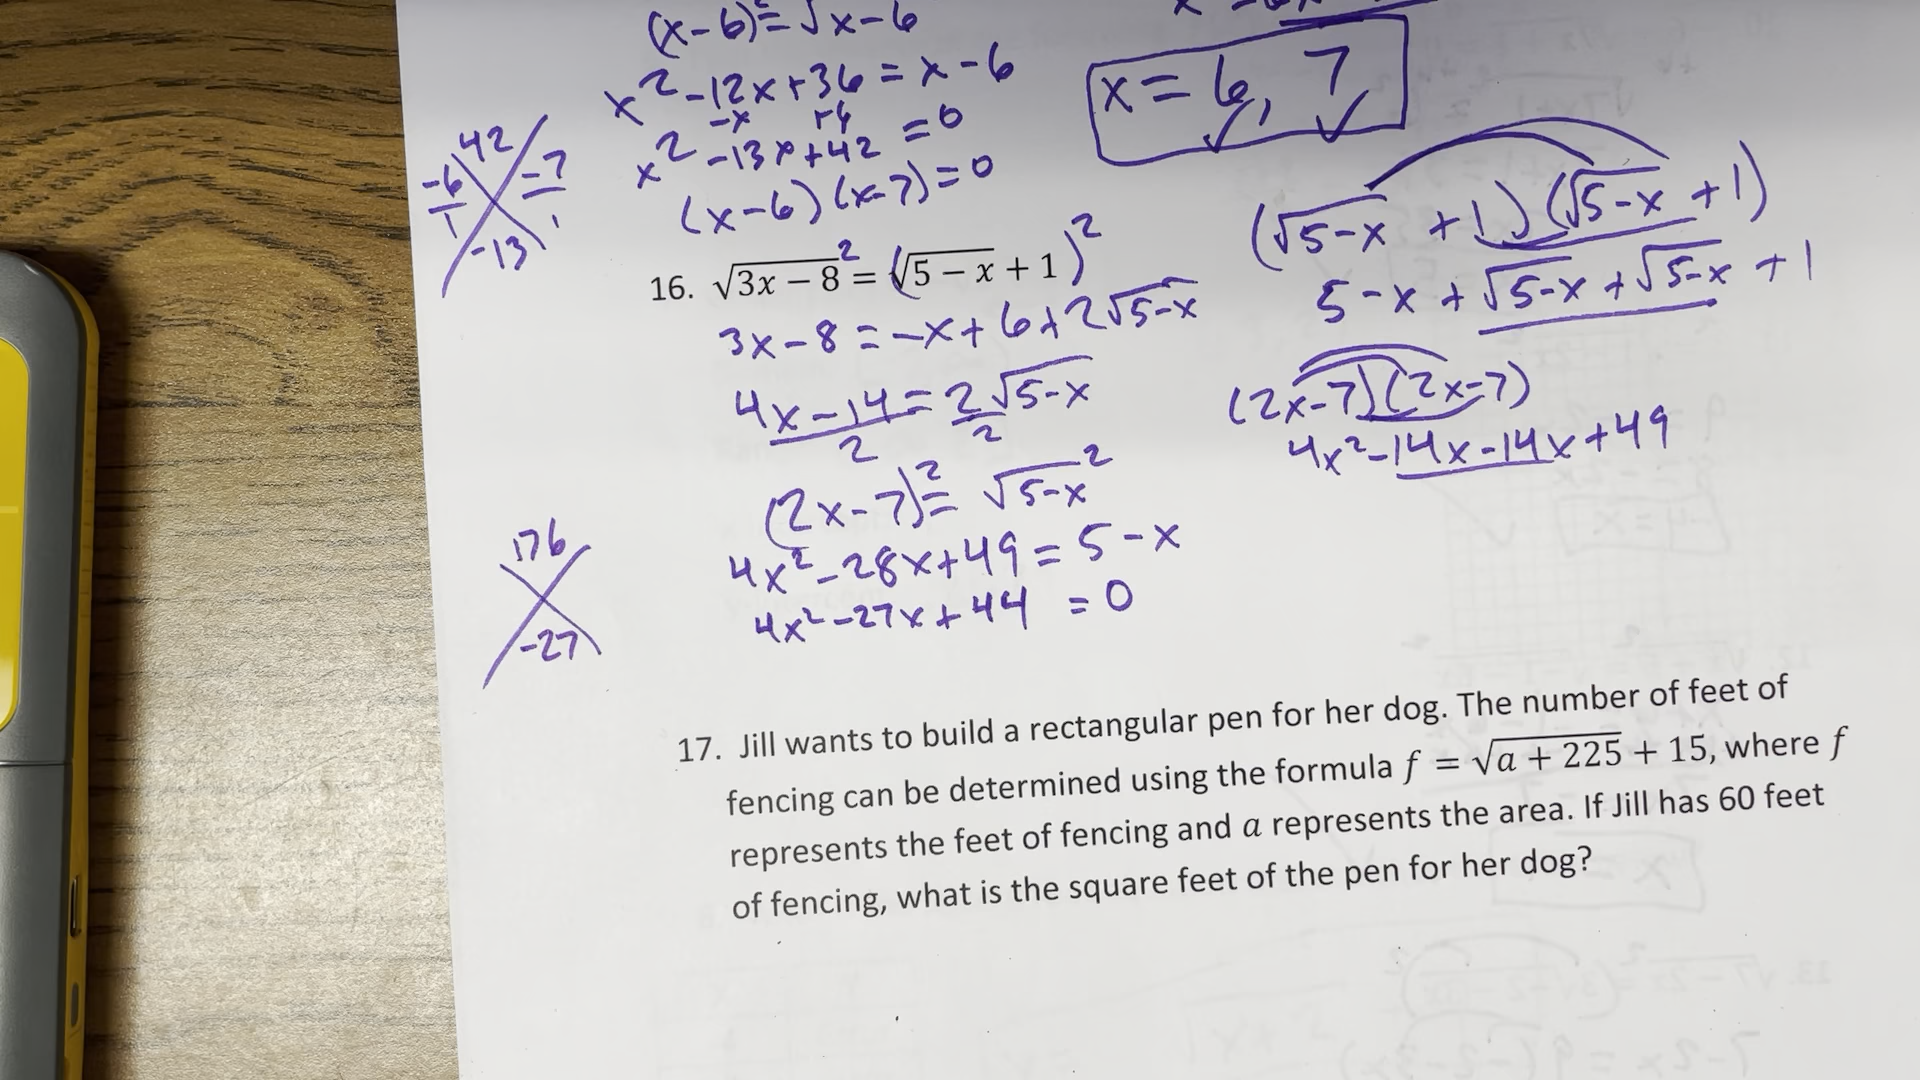 (x-6)²=√x-6
x²-12x+36=x-6
-x +6
x²-13x+42 =0
(x-6)(x-7)=0
42
-6 -7
1 1
-13
x=6, 7
16. √3x − 8² = (√5 − x + 1)²
3x-8=-x+6+2√5-x
4x-14=2√5-x
2 2
(2x-7)²=√5-x²
4x²-28x+49=5-x
4x²-27x+44 =0
176
-27
(√5-x +1)(√5-x +1)
5-x+√5-x+√5-x +1
(2x-7)(2x-7)
4x²-14x-14x+49
17. Jill wants to build a rectangular pen for her dog. The number of feet of
fencing can be determined using the formula f = √a + 225 + 15, where f
represents the feet of fencing and a represents the area. If Jill has 60 feet
of fencing, what is the square feet of the pen for her dog?